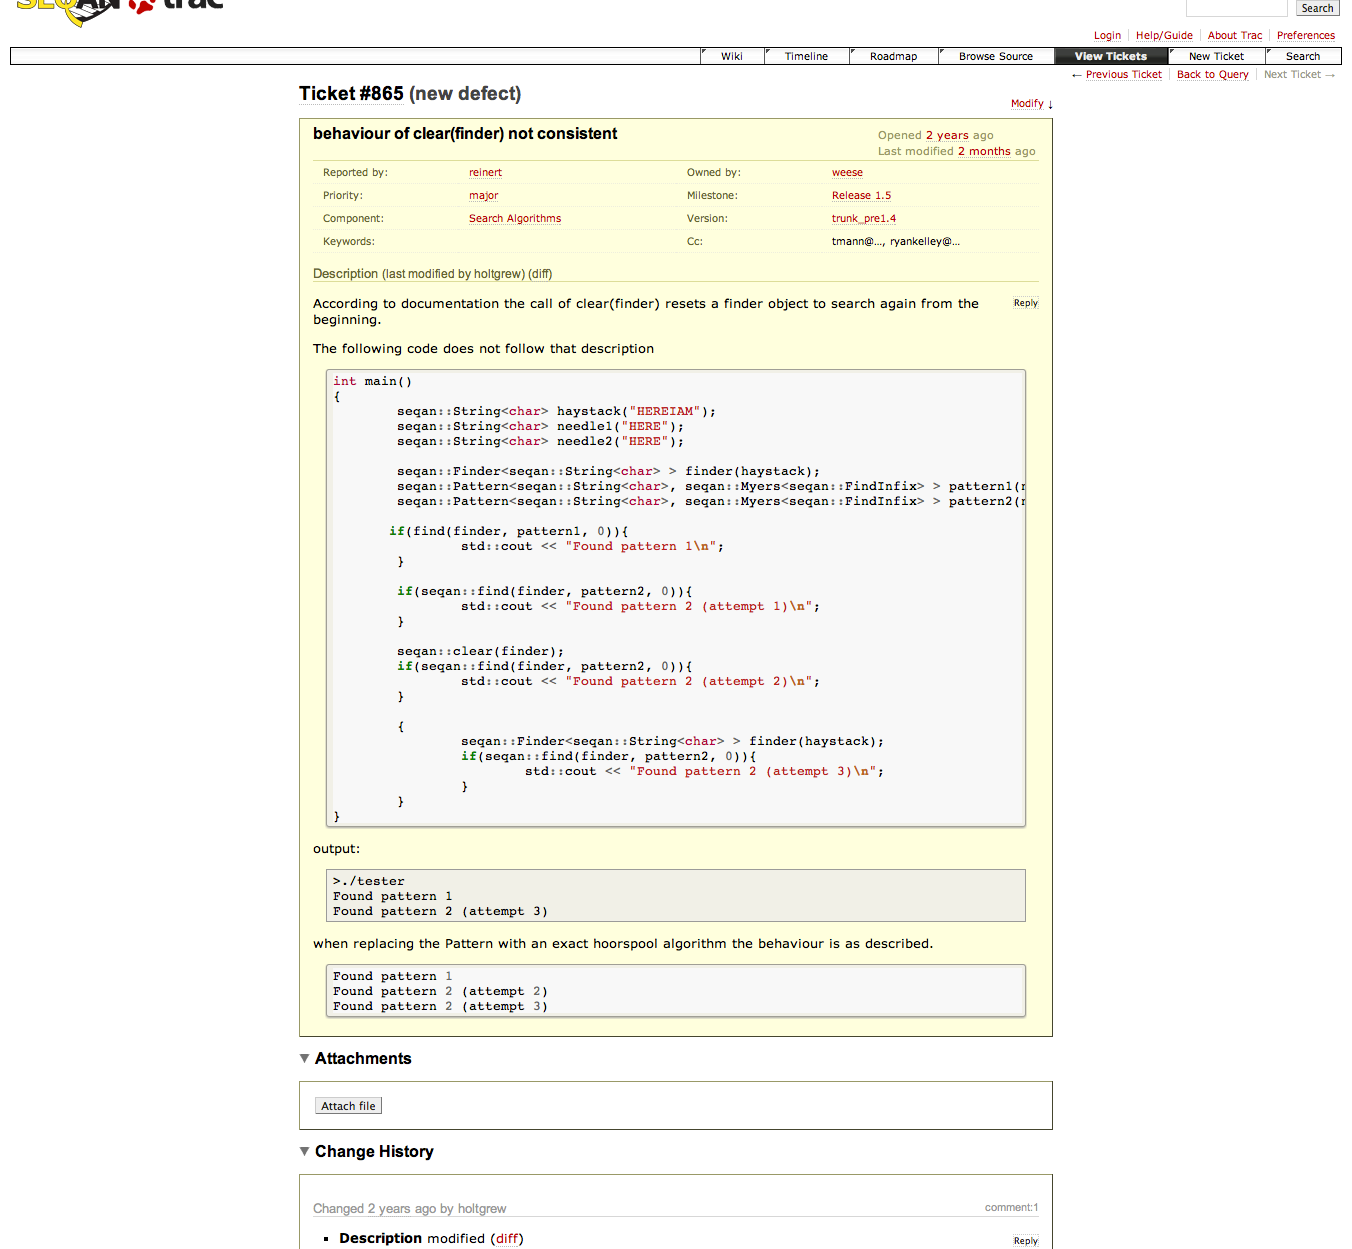 SEQAN trac
Search
Login Help/Guide About Trac Preferences
Wiki Timeline Roadmap Browse Source View Tickets New Ticket Search
← Previous Ticket Back to Query Next Ticket →
Ticket #865 (new defect)
Modify ↓
behaviour of clear(finder) not consistent
Opened 2 years ago
Last modified 2 months ago
Reported by: reinert Owned by: weese
Priority: major Milestone: Release 1.5
Component: Search Algorithms Version: trunk_pre1.4
Keywords: Cc: tmann@..., ryankelley@...
Description (last modified by holtgrew) (diff)
According to documentation the call of clear(finder) resets a finder object to search again from the
Reply
beginning.
The following code does not follow that description
int main()
{
        seqan::String<char> haystack("HEREIAM");
        seqan::String<char> needle1("HERE");
        seqan::String<char> needle2("HERE");
        seqan::Finder<seqan::String<char> > finder(haystack);
        seqan::Pattern<seqan::String<char>, seqan::Myers<seqan::FindInfix> > pattern1(
        seqan::Pattern<seqan::String<char>, seqan::Myers<seqan::FindInfix> > pattern2(
       if(find(finder, pattern1, 0)){
                std::cout << "Found pattern 1\n";
        }
        if(seqan::find(finder, pattern2, 0)){
                std::cout << "Found pattern 2 (attempt 1)\n";
        }
        seqan::clear(finder);
        if(seqan::find(finder, pattern2, 0)){
                std::cout << "Found pattern 2 (attempt 2)\n";
        }
        {
                seqan::Finder<seqan::String<char> > finder(haystack);
                if(seqan::find(finder, pattern2, 0)){
                        std::cout << "Found pattern 2 (attempt 3)\n";
                }
        }
}
output:
>./tester
Found pattern 1
Found pattern 2 (attempt 3)
when replacing the Pattern with an exact hoorspool algorithm the behaviour is as described.
Found pattern 1
Found pattern 2 (attempt 2)
Found pattern 2 (attempt 3)
▼ Attachments
Attach file
▼ Change History
Changed 2 years ago by holtgrew
comment:1
▪ Description modified (diff)
Reply